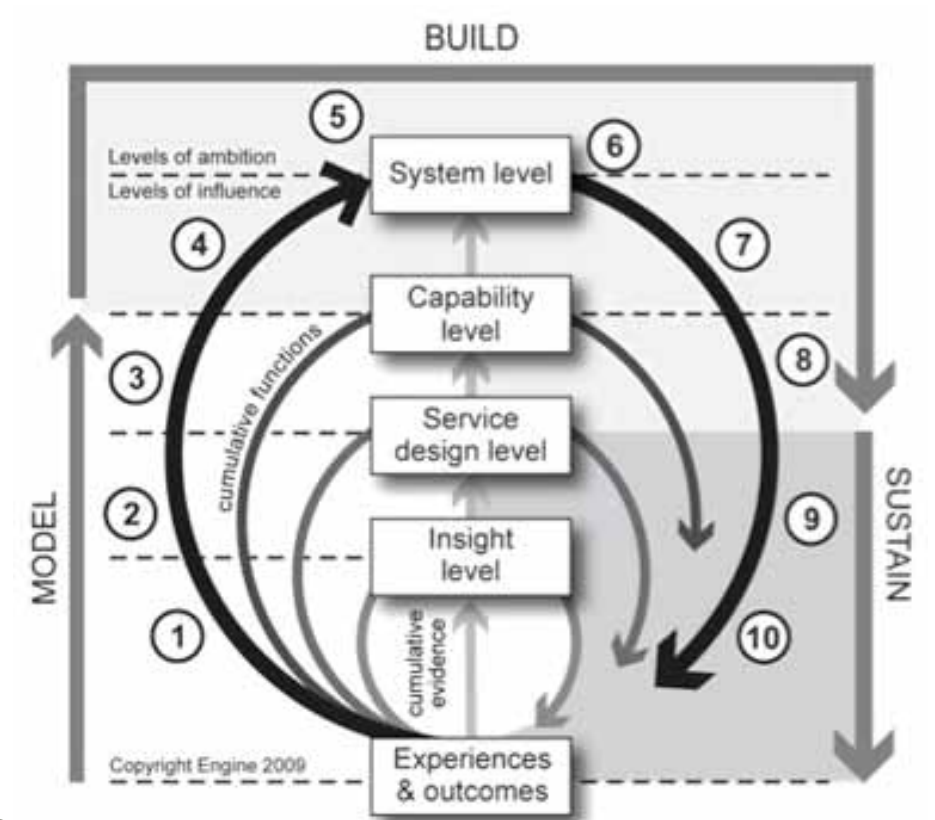 BUILD
5
6
Levels of ambition
Levels of influence
System level
4
7
Capability
level
cumulative functions
3
8
Service
design level
MODEL
SUSTAIN
2
9
Insight
level
1
10
cumulative
evidence
Copyright Engine 2009
Experiences
& outcomes